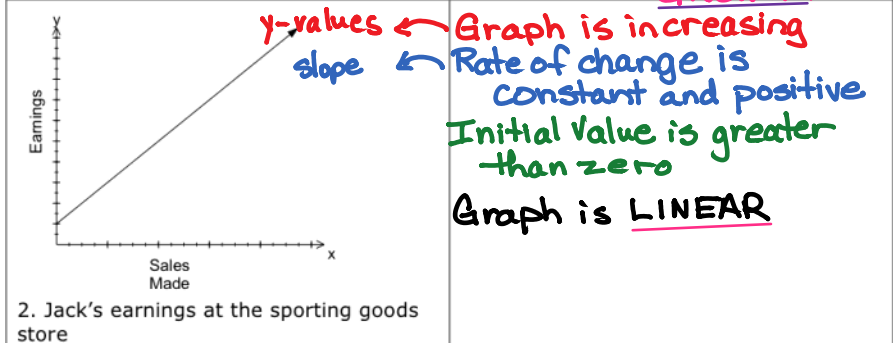 y
y-values
Graph is increasing
slope
Rate of change is
constant and positive
Earnings
Initial Value is greater
than zero
Graph is LINEAR
x
Sales
Made
2. Jack's earnings at the sporting goods
store